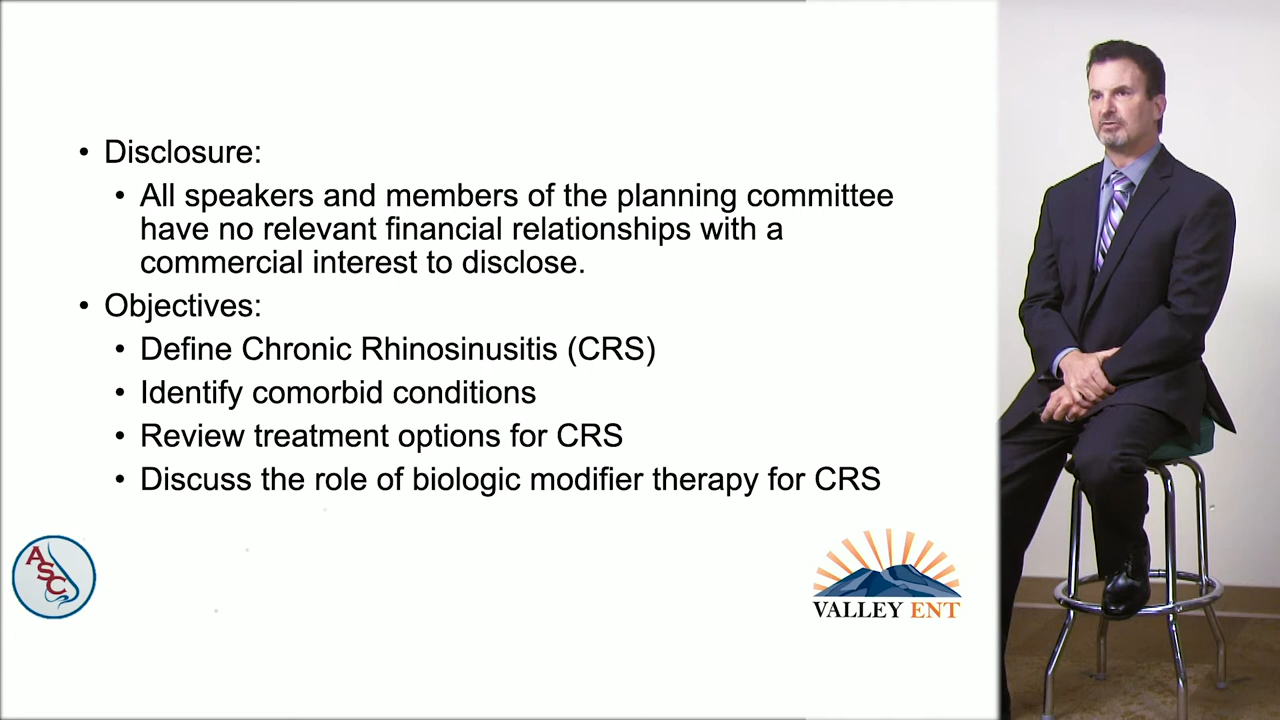 • Disclosure:
• All speakers and members of the planning committee
have no relevant financial relationships with a
commercial interest to disclose.
• Objectives:
• Define Chronic Rhinosinusitis (CRS)
• Identify comorbid conditions
• Review treatment options for CRS
• Discuss the role of biologic modifier therapy for CRS
ASC
VALLEY ENT